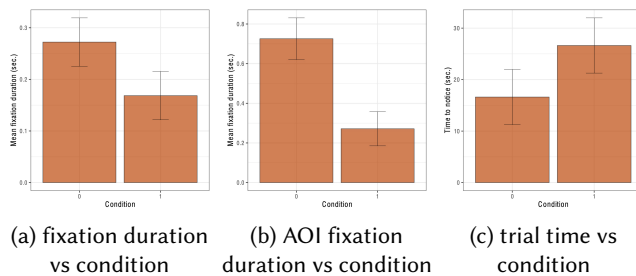 Mean fixation duration (sec.)
0.3
0.2
0.1
0.0
0 1
Condition
Mean fixation duration (sec.)
0.8
0.6
0.4
0.2
0.0
0 1
Condition
Time to notice (sec.)
30
20
10
0
0 1
Condition
(a) fixation duration
vs condition
(b) AOI fixation
duration vs condition
(c) trial time vs
condition